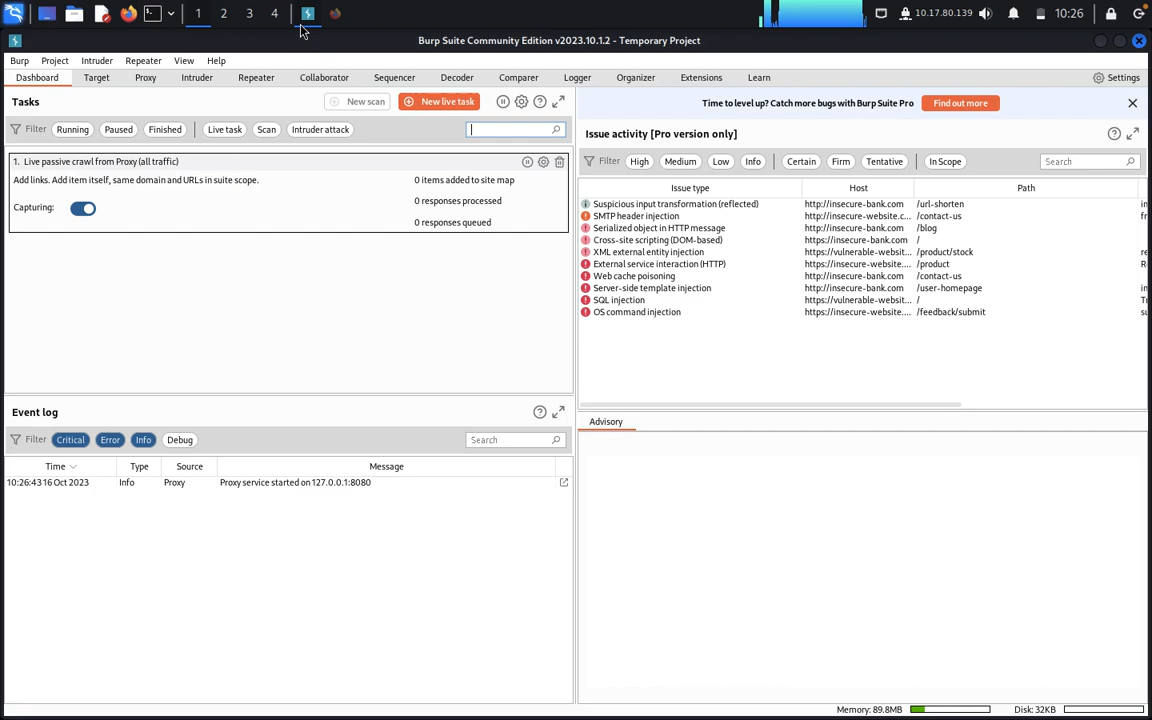 1 2 3 4 10.17.80.139 10:26
Burp Suite Community Edition v2023.10.1.2 - Temporary Project
Burp Project Intruder Repeater View Help
Dashboard Target Proxy Intruder Repeater Collaborator Sequencer Decoder Comparer Logger Organizer Extensions Learn Settings
Tasks New scan New live task
Filter Running Paused Finished Live task Scan Intruder attack
1. Live passive crawl from Proxy (all traffic)
Add links. Add item itself, same domain and URLs in suite scope. 0 items added to site map
Capturing: 0 responses processed
0 responses queued
Event log
Filter Critical Error Info Debug Search
Time Type Source Message
10:26:43 16 Oct 2023 Info Proxy Proxy service started on 127.0.0.1:8080
Time to level up? Catch more bugs with Burp Suite Pro Find out more
Issue activity [Pro version only]
Filter High Medium Low Info Certain Firm Tentative In Scope Search
Issue type Host Path
Suspicious input transformation (reflected) http://insecure-bank.com /url-shorten in
SMTP header injection http://insecure-website.c... /contact-us fr
Serialized object in HTTP message http://insecure-bank.com /blog
Cross-site scripting (DOM-based) http://insecure-bank.com /
XML external entity injection https://vulnerable-websit... /product/stock re
External service interaction (HTTP) https://insecure-website.... /product R
Web cache poisoning http://insecure-bank.com /contact-us
Server-side template injection http://insecure-bank.com /user-homepage in
SQL injection https://vulnerable-websit... / T
OS command injection https://insecure-website.... /feedback/submit su
Advisory
Memory: 89.8MB Disk: 32KB